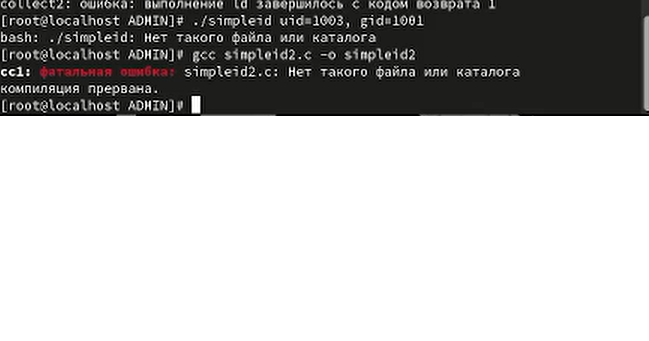 collect2: ошибка: выполнение ld завершилось с кодом возврата 1
[root@localhost ADMIN]# ./simpleid uid=1003, gid=1001
bash: ./simpleid: Нет такого файла или каталога
[root@localhost ADMIN]# gcc simpleid2.c -o simpleid2
cc1: фатальная ошибка: simpleid2.c: Нет такого файла или каталога
компиляция прервана.
[root@localhost ADMIN]#